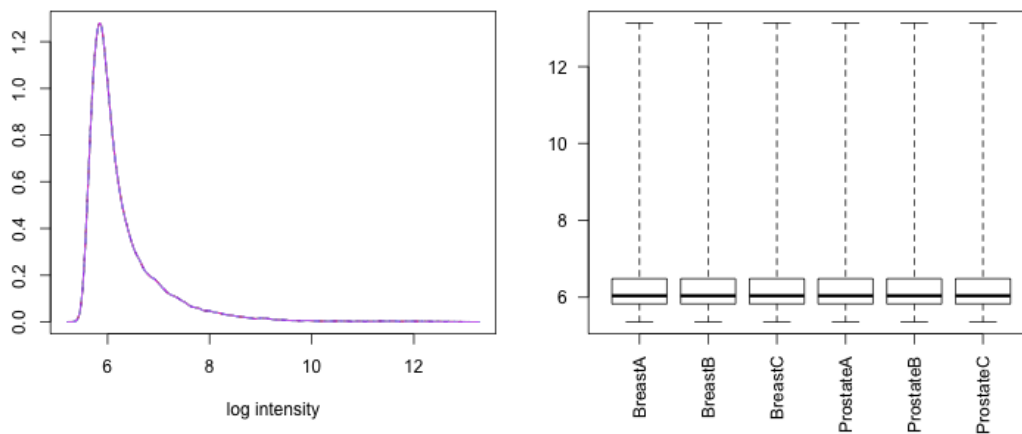 0.0 0.2 0.4 0.6 0.8 1.0 1.2
6 8 10 12
log intensity
6 8 10 12
BreastA
BreastB
BreastC
ProstateA
ProstateB
ProstateC